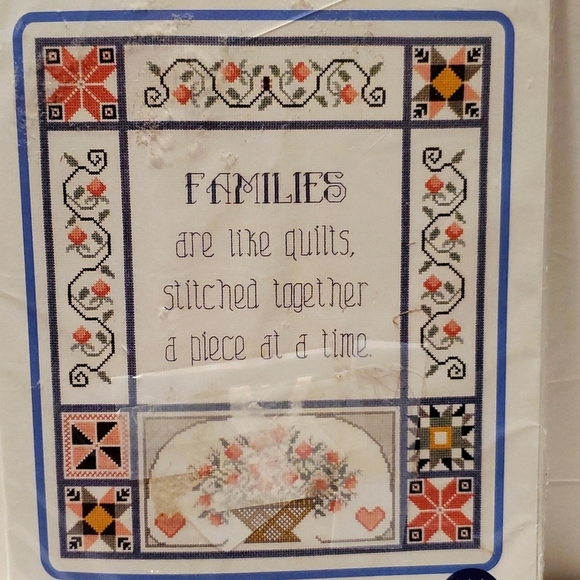 FAMILIES
are like quilts,
stitched together
a piece at a time.